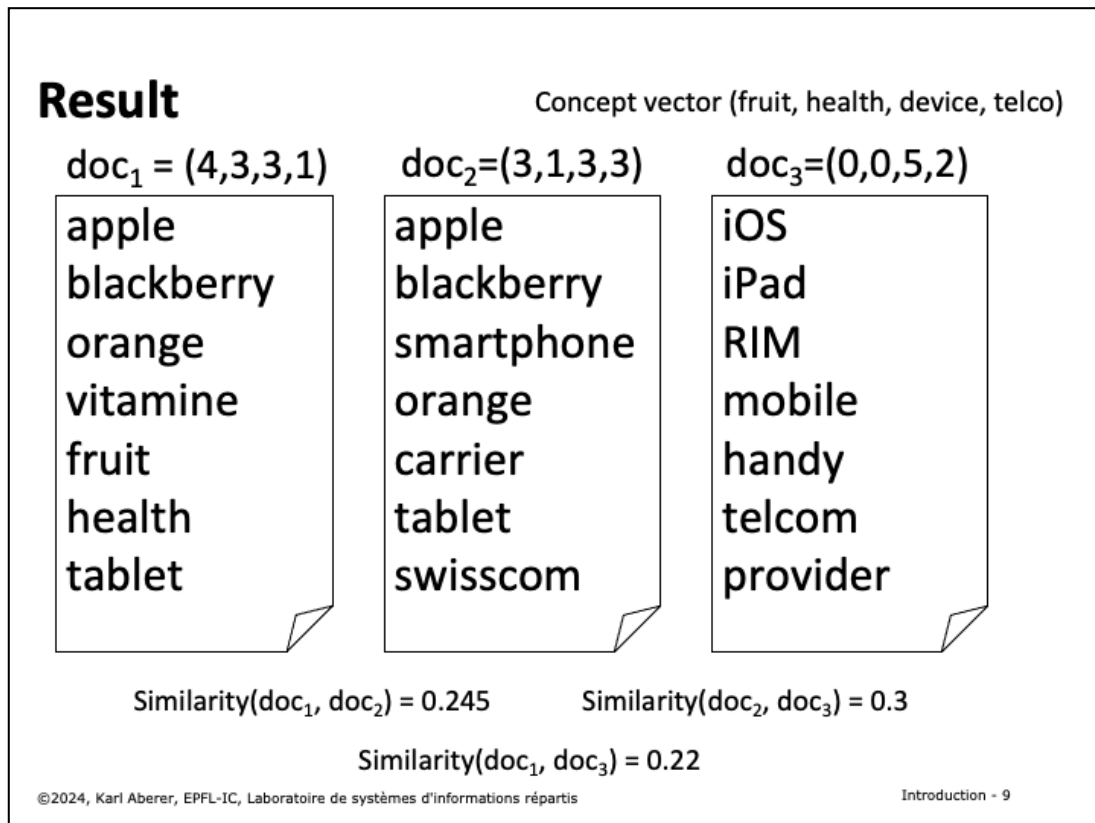 Result
Concept vector (fruit, health, device, telco)
doc₁ = (4,3,3,1)
apple
blackberry
orange
vitamine
fruit
health
tablet
doc₂=(3,1,3,3)
apple
blackberry
smartphone
orange
carrier
tablet
swisscom
doc₃=(0,0,5,2)
iOS
iPad
RIM
mobile
handy
telcom
provider
Similarity(doc₁, doc₂) = 0.245
Similarity(doc₂, doc₃) = 0.3
Similarity(doc₁, doc₃) = 0.22
©2024, Karl Aberer, EPFL-IC, Laboratoire de systèmes d'informations répartis
Introduction - 9